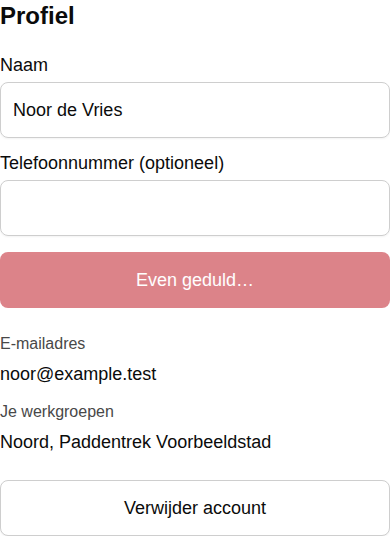 Profiel
Naam
Noor de Vries
Telefoonnummer (optioneel)
Even geduld…
E-mailadres
noor@example.test
Je werkgroepen
Noord, Paddentrek Voorbeeldstad
Verwijder account